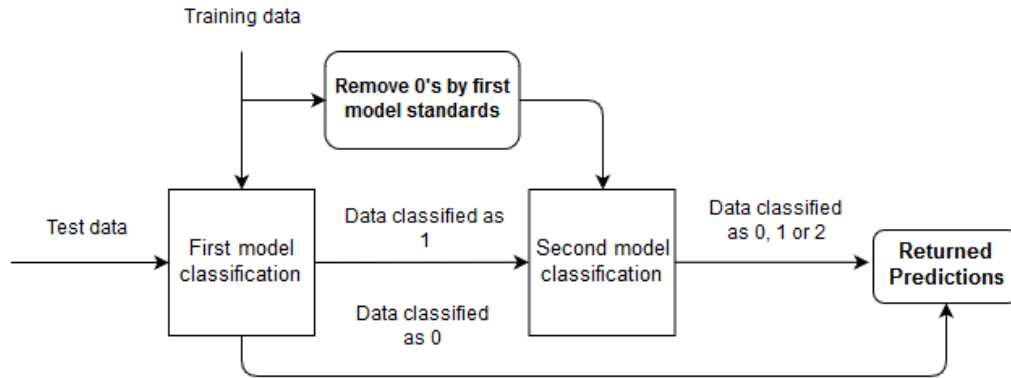 Training data
Remove 0's by first
model standards
Test data
First model
classification
Data classified as
1
Data classified
as 0
Second model
classification
Data classified
as 0, 1 or 2
Returned
Predictions